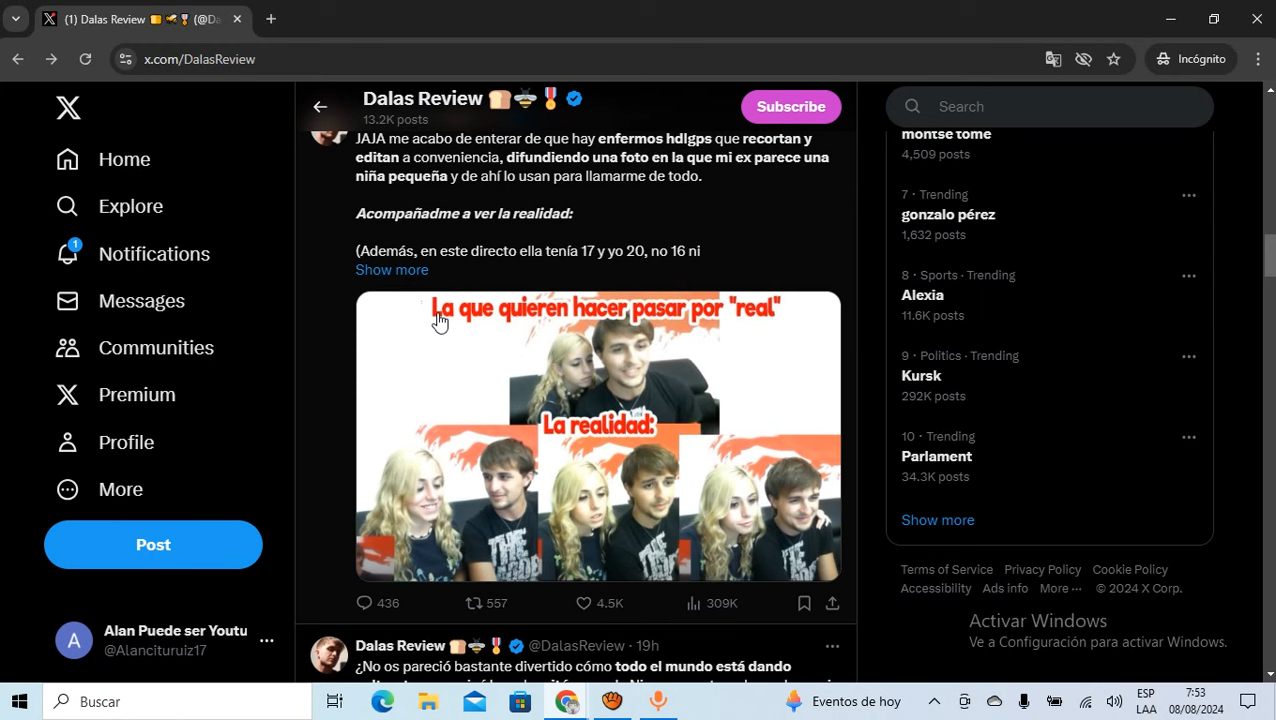 (1) Dalas Review 🍞🐝🎖️ (@Da
x.com/DalasReview
Incógnito
Home
Explore
1
Notifications
Messages
Communities
Premium
Profile
More
Post
Alan Puede ser Youtu
@Alancituruiz17
Dalas Review 🍞🐝🎖️
13.2K posts
Subscribe
JAJA me acabo de enterar de que hay enfermos hdlgps que recortan y
editan a conveniencia, difundiendo una foto en la que mi ex parece una
niña pequeña y de ahí lo usan para llamarme de todo.
Acompañadme a ver la realidad:
(Además, en este directo ella tenía 17 y yo 20, no 16 ni
Show more
La que quieren hacer pasar por "real"
La realidad:
436
557
4.5K
309K
Dalas Review 🍞🐝🎖️ @DalasReview · 19h
¿No os pareció bastante divertido cómo todo el mundo está dando
Search
montse tome
4,509 posts
7 · Trending
gonzalo pérez
1,632 posts
8 · Sports · Trending
Alexia
11.6K posts
9 · Politics · Trending
Kursk
292K posts
10 · Trending
Parlament
34.3K posts
Show more
Terms of Service Privacy Policy Cookie Policy
Accessibility Ads info More ··· © 2024 X Corp.
Activar Windows
Ve a Configuración para activar Windows.
Buscar
Eventos de hoy
ESP
LAA
7:53
08/08/2024